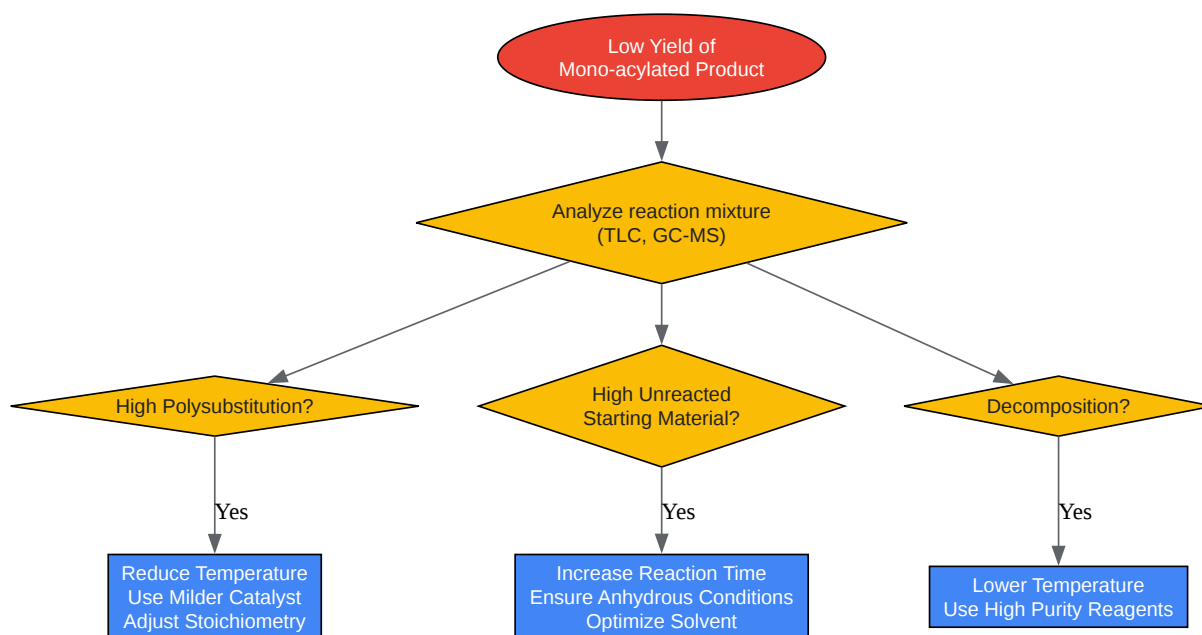 Low Yield of
Mono-acylated Product
Analyze reaction mixture
(TLC, GC-MS)
High Polysubstitution?
High Unreacted
Starting Material?
Decomposition?
Yes
Yes
Yes
Reduce Temperature
Use Milder Catalyst
Adjust Stoichiometry
Increase Reaction Time
Ensure Anhydrous Conditions
Optimize Solvent
Lower Temperature
Use High Purity Reagents